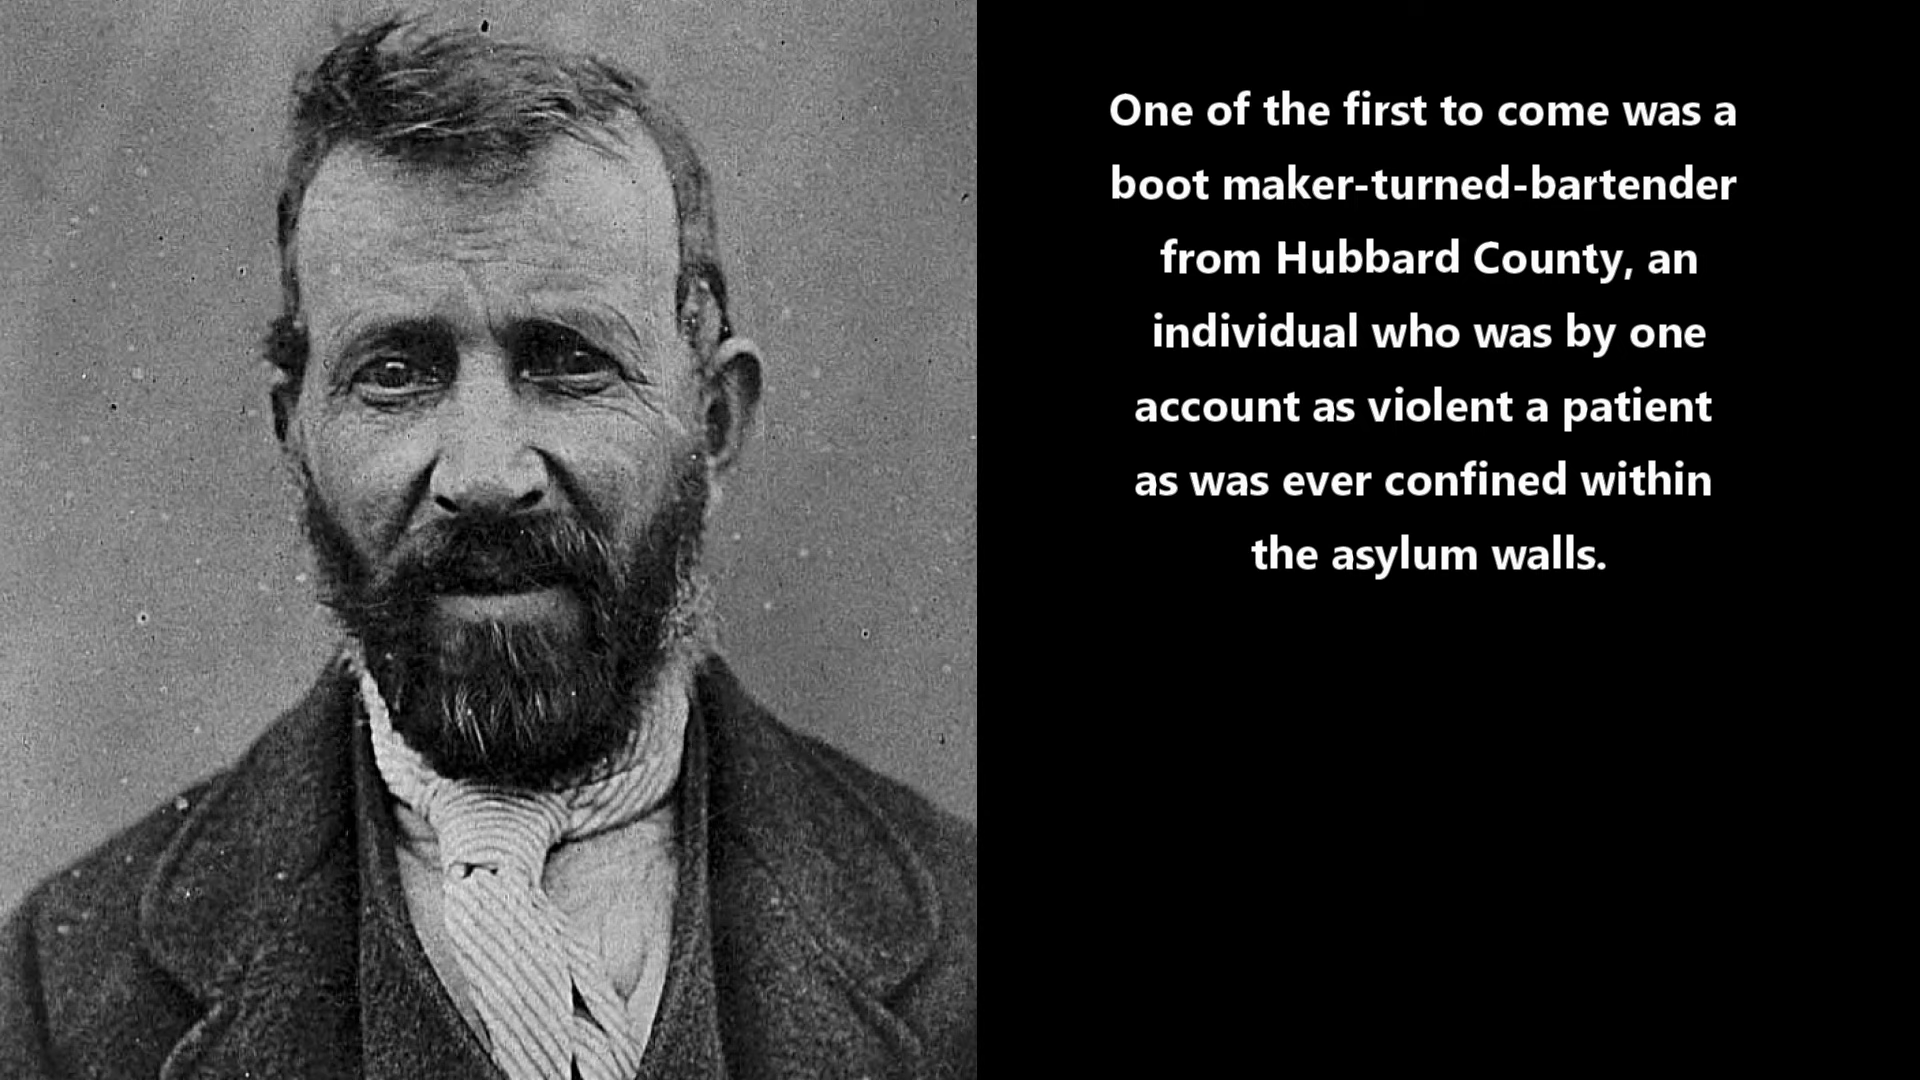 One of the first to come was a
boot maker-turned-bartender
from Hubbard County, an
individual who was by one
account as violent a patient
as was ever confined within
the asylum walls.